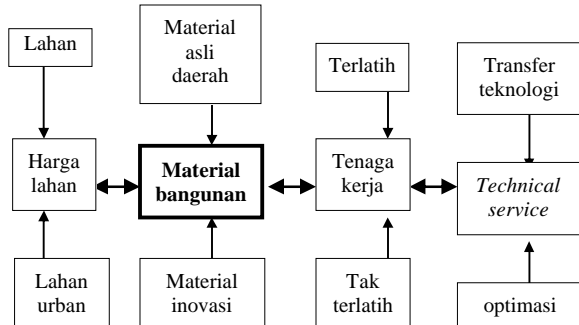 Lahan
Material
asli
daerah
Terlatih
Transfer
teknologi
Harga
lahan
Material
bangunan
Tenaga
kerja
Technical
service
Lahan
urban
Material
inovasi
Tak
terlatih
optimasi